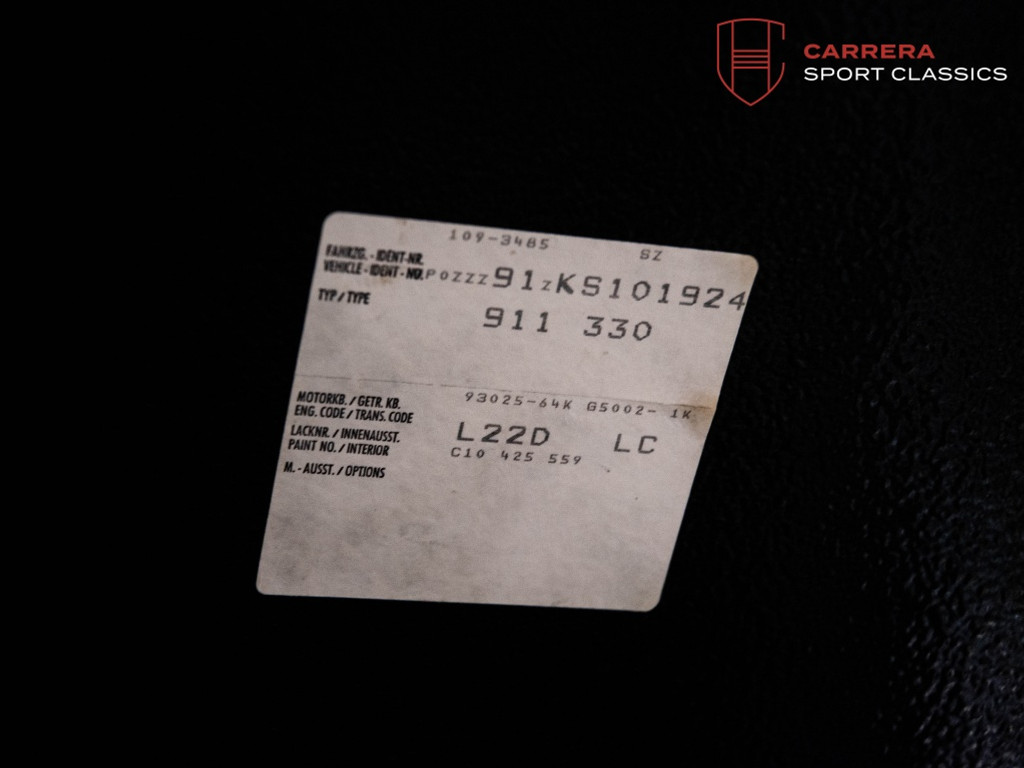 CARRERA
SPORT CLASSICS
109-3485 SZ
FAHRZG. - IDENT-NR.
VEHICLE - IDENT - NO. WP0ZZZ91ZKS101924
TYP / TYPE 911 330
MOTORKB. / GETR. KB. 93025-64K G5002- 1K
ENG. CODE / TRANS. CODE
LACKNR. / INNENAUSST. L22D LC
PAINT NO. / INTERIOR C10 425 559
M. - AUSST. / OPTIONS